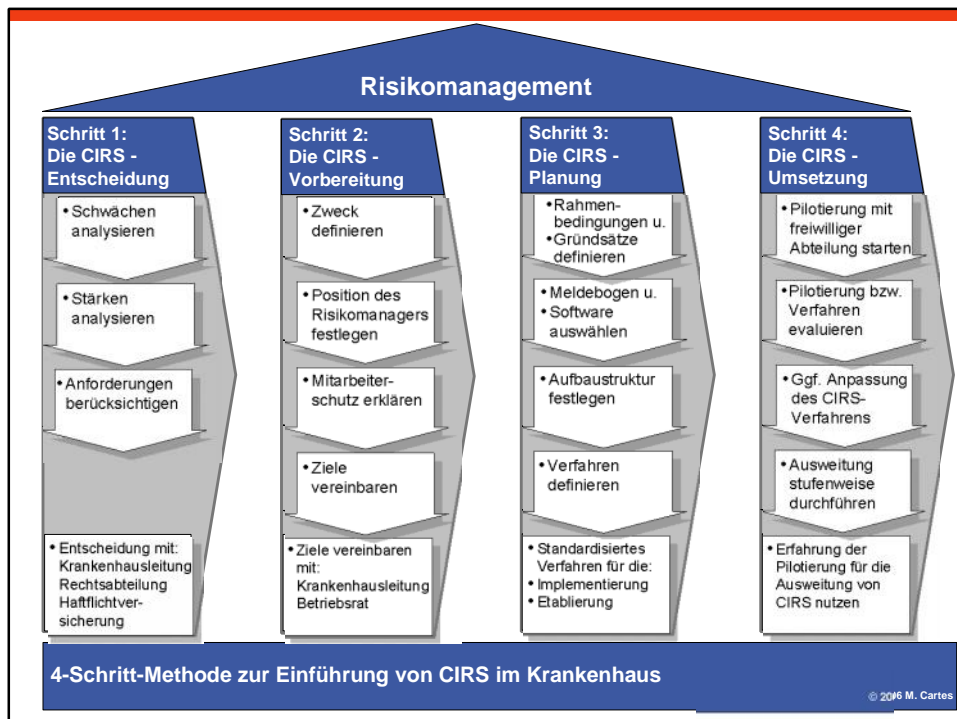 Risikomanagement
Schritt 1:
Die CIRS -
Entscheidung
• Schwächen
analysieren
• Stärken
analysieren
• Anforderungen
berücksichtigen
• Entscheidung mit:
Krankenhausleitung
Rechtsabteilung
Haftflichtver-
sicherung
Schritt 2:
Die CIRS -
Vorbereitung
• Zweck
definieren
• Position des
Risikomanagers
festlegen
• Mitarbeiter-
schutz erklären
• Ziele
vereinbaren
• Ziele vereinbaren
mit:
Krankenhausleitung
Betriebsrat
Schritt 3:
Die CIRS -
Planung
• Rahmen-
bedingungen u.
• Gründsätze
definieren
• Meldebogen u.
• Software
auswählen
• Aufbaustruktur
festlegen
• Verfahren
definieren
• Standardisiertes
Verfahren für die:
• Implementierung
• Etablierung
Schritt 4:
Die CIRS -
Umsetzung
• Pilotierung mit
freiwilliger
Abteilung starten
• Pilotierung bzw.
Verfahren
evaluieren
• Ggf. Anpassung
des CIRS-
Verfahrens
• Ausweitung
stufenweise
durchführen
• Erfahrung der
Pilotierung für die
Ausweitung von
CIRS nutzen
4-Schritt-Methode zur Einführung von CIRS im Krankenhaus
© M. Cartes